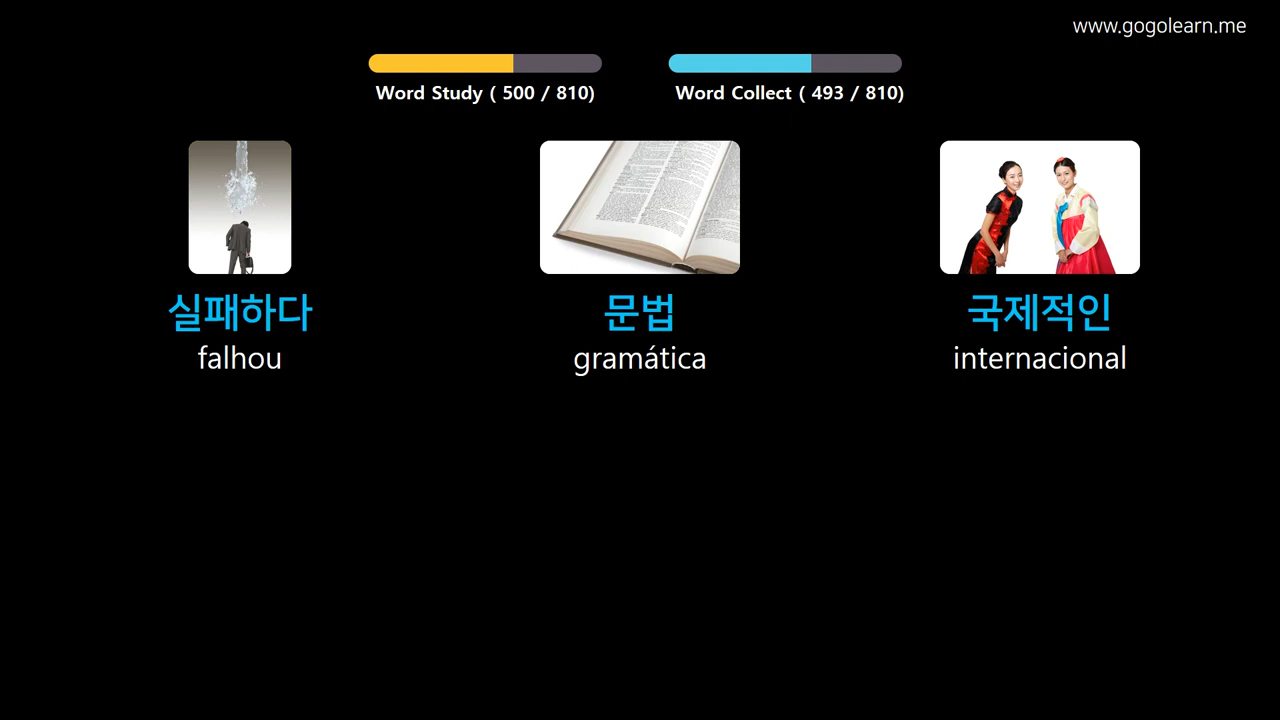 www.gogolearn.me
Word Study ( 500 / 810)
Word Collect ( 493 / 810)
실패하다
falhou
문법
gramática
국제적인
internacional